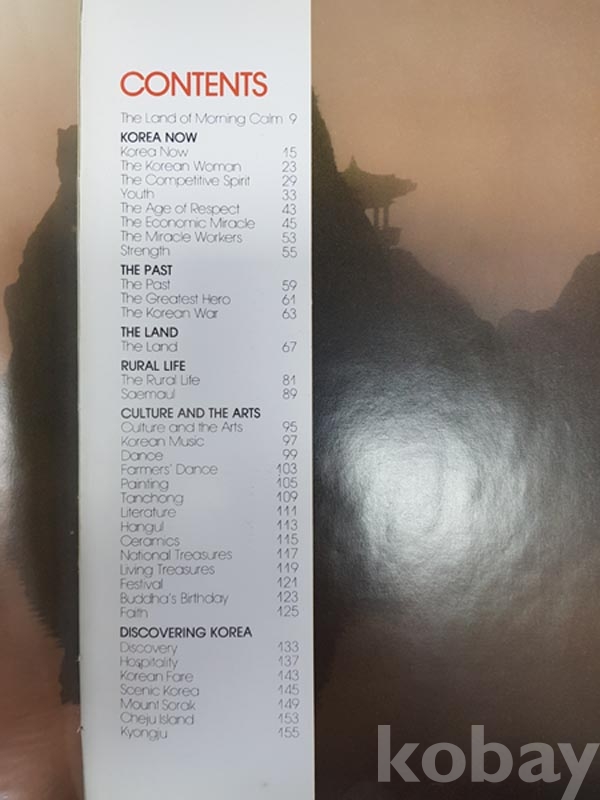 CONTENTS
The Land of Morning Calm 9
KOREA NOW
Korea Now 15
The Korean Woman 23
The Competitive Spirit 29
Youth 33
The Age of Respect 43
The Economic Miracle 45
The Miracle Workers 53
Strength 55
THE PAST
The Past 59
The Greatest Hero 61
The Korean War 63
THE LAND
The Land 67
RURAL LIFE
The Rural Life 81
Saemaul 89
CULTURE AND THE ARTS
Culture and the Arts 95
Korean Music 97
Dance 99
Farmers' Dance 103
Painting 105
Tanchong 109
Literature 111
Hangul 113
Ceramics 115
National Treasures 117
Living Treasures 119
Festival 121
Buddha's Birthday 123
Faith 125
DISCOVERING KOREA
Discovery 133
Hospitality 137
Korean Fare 143
Scenic Korea 145
Mount Sorak 149
Cheju Island 153
Kyongju 155
kobay